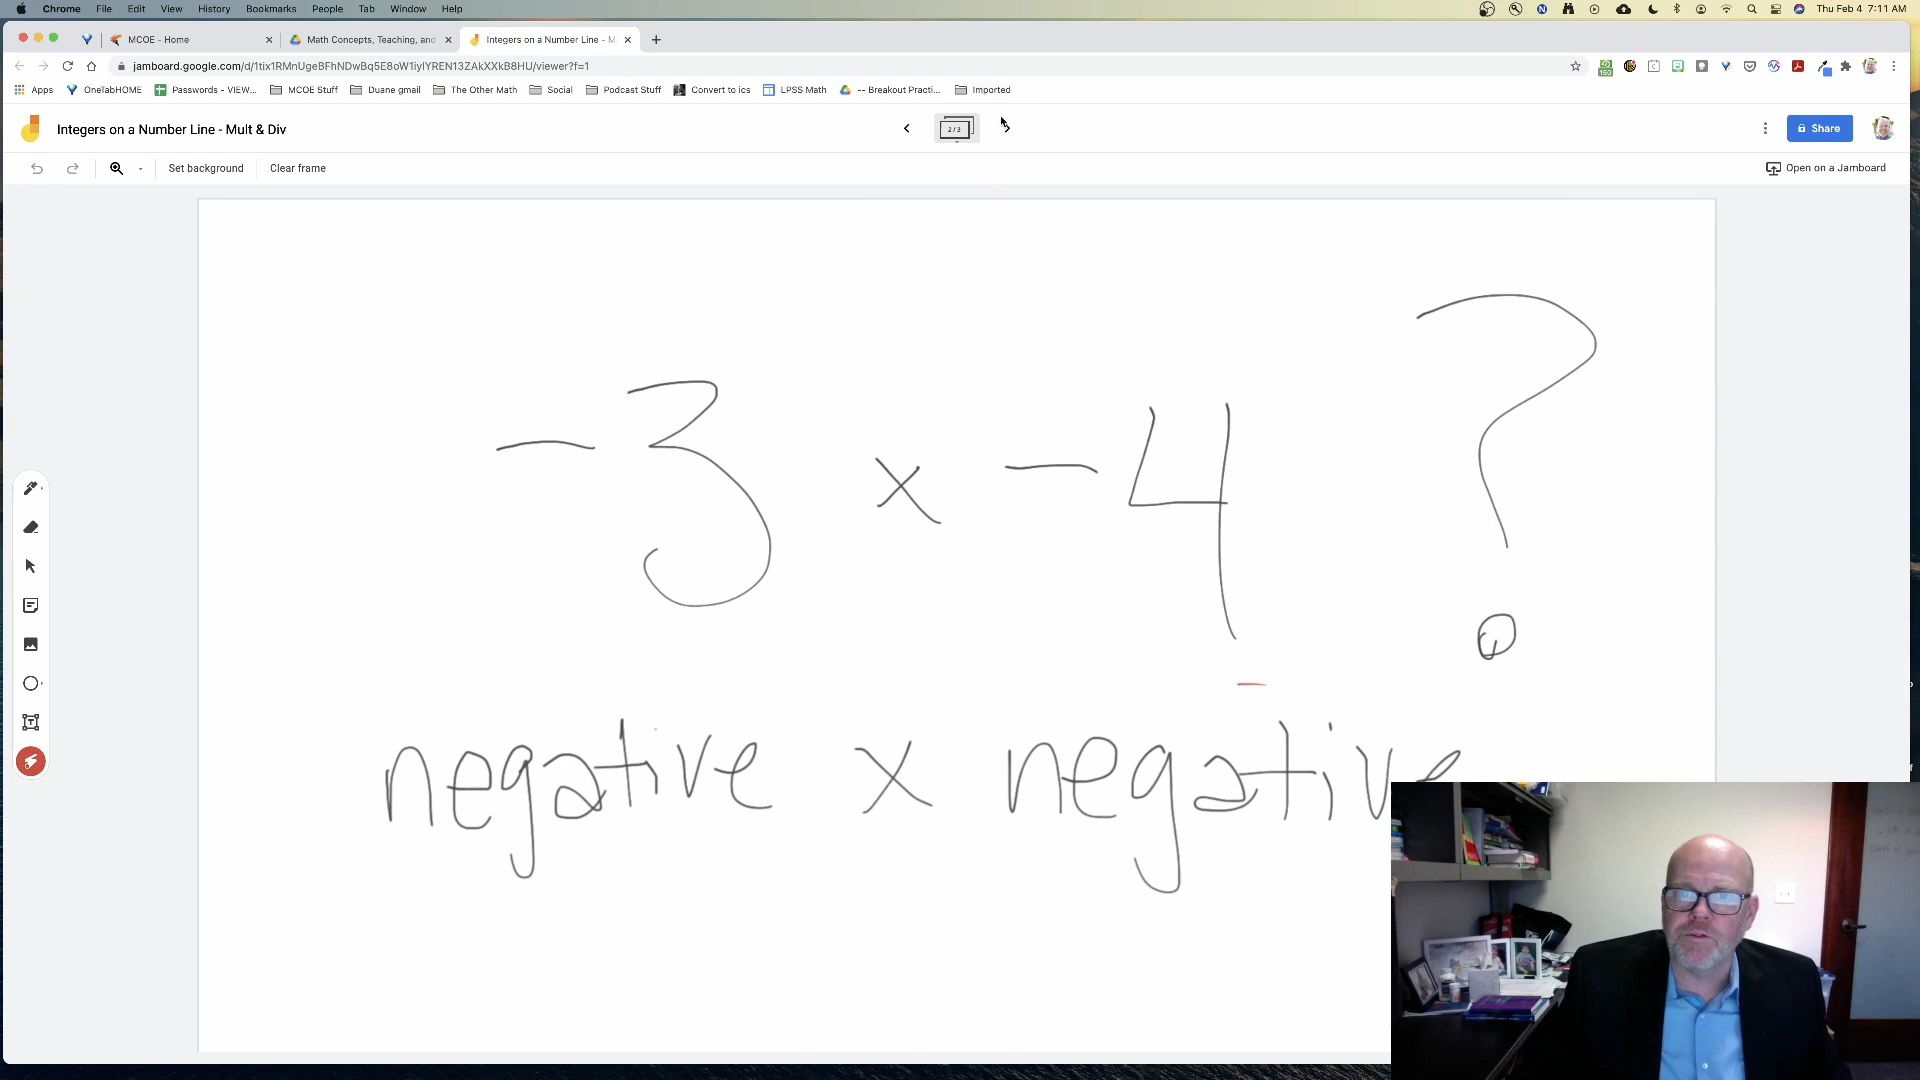 Chrome File Edit View History Bookmarks People Tab Window Help Thu Feb 4 7:11 AM
MCOE - Home Math Concepts, Teaching, and Integers on a Number Line - M
jamboard.google.com/d/1tix1RMnUgeBFhNDwBq5E8oW1iyIYREN13ZAkXXkB8HU/viewer?f=1
Apps OneTabHOME Passwords - VIEW... MCOE Stuff Duane gmail The Other Math Social Podcast Stuff Convert to ics LPSS Math -- Breakout Practi... Imported
Integers on a Number Line - Mult & Div 2 / 3 Share
Set background Clear frame Open on a Jamboard
-3 x -4 ?
negative x negative